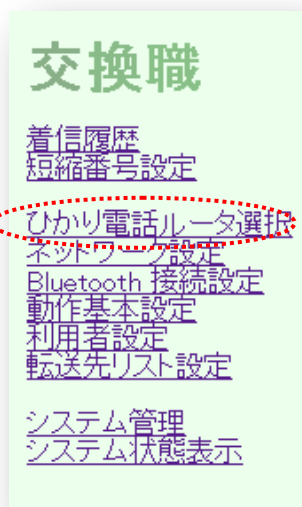 交換職
着信履歴
短縮番号設定
ひかり電話ルータ選択
ネットワーク設定
Bluetooth 接続設定
動作基本設定
利用者設定
転送先リスト設定
システム管理
システム状態表示